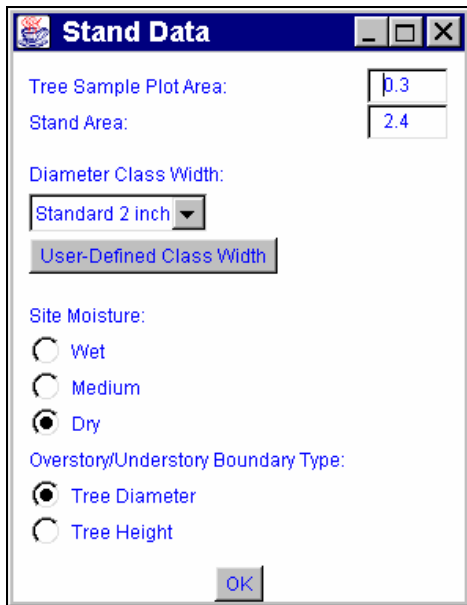 Stand Data
Tree Sample Plot Area: 0.3
Stand Area: 2.4
Diameter Class Width:
Standard 2 inch
User-Defined Class Width
Site Moisture:
Wet
Medium
Dry
Overstory/Understory Boundary Type:
Tree Diameter
Tree Height
OK